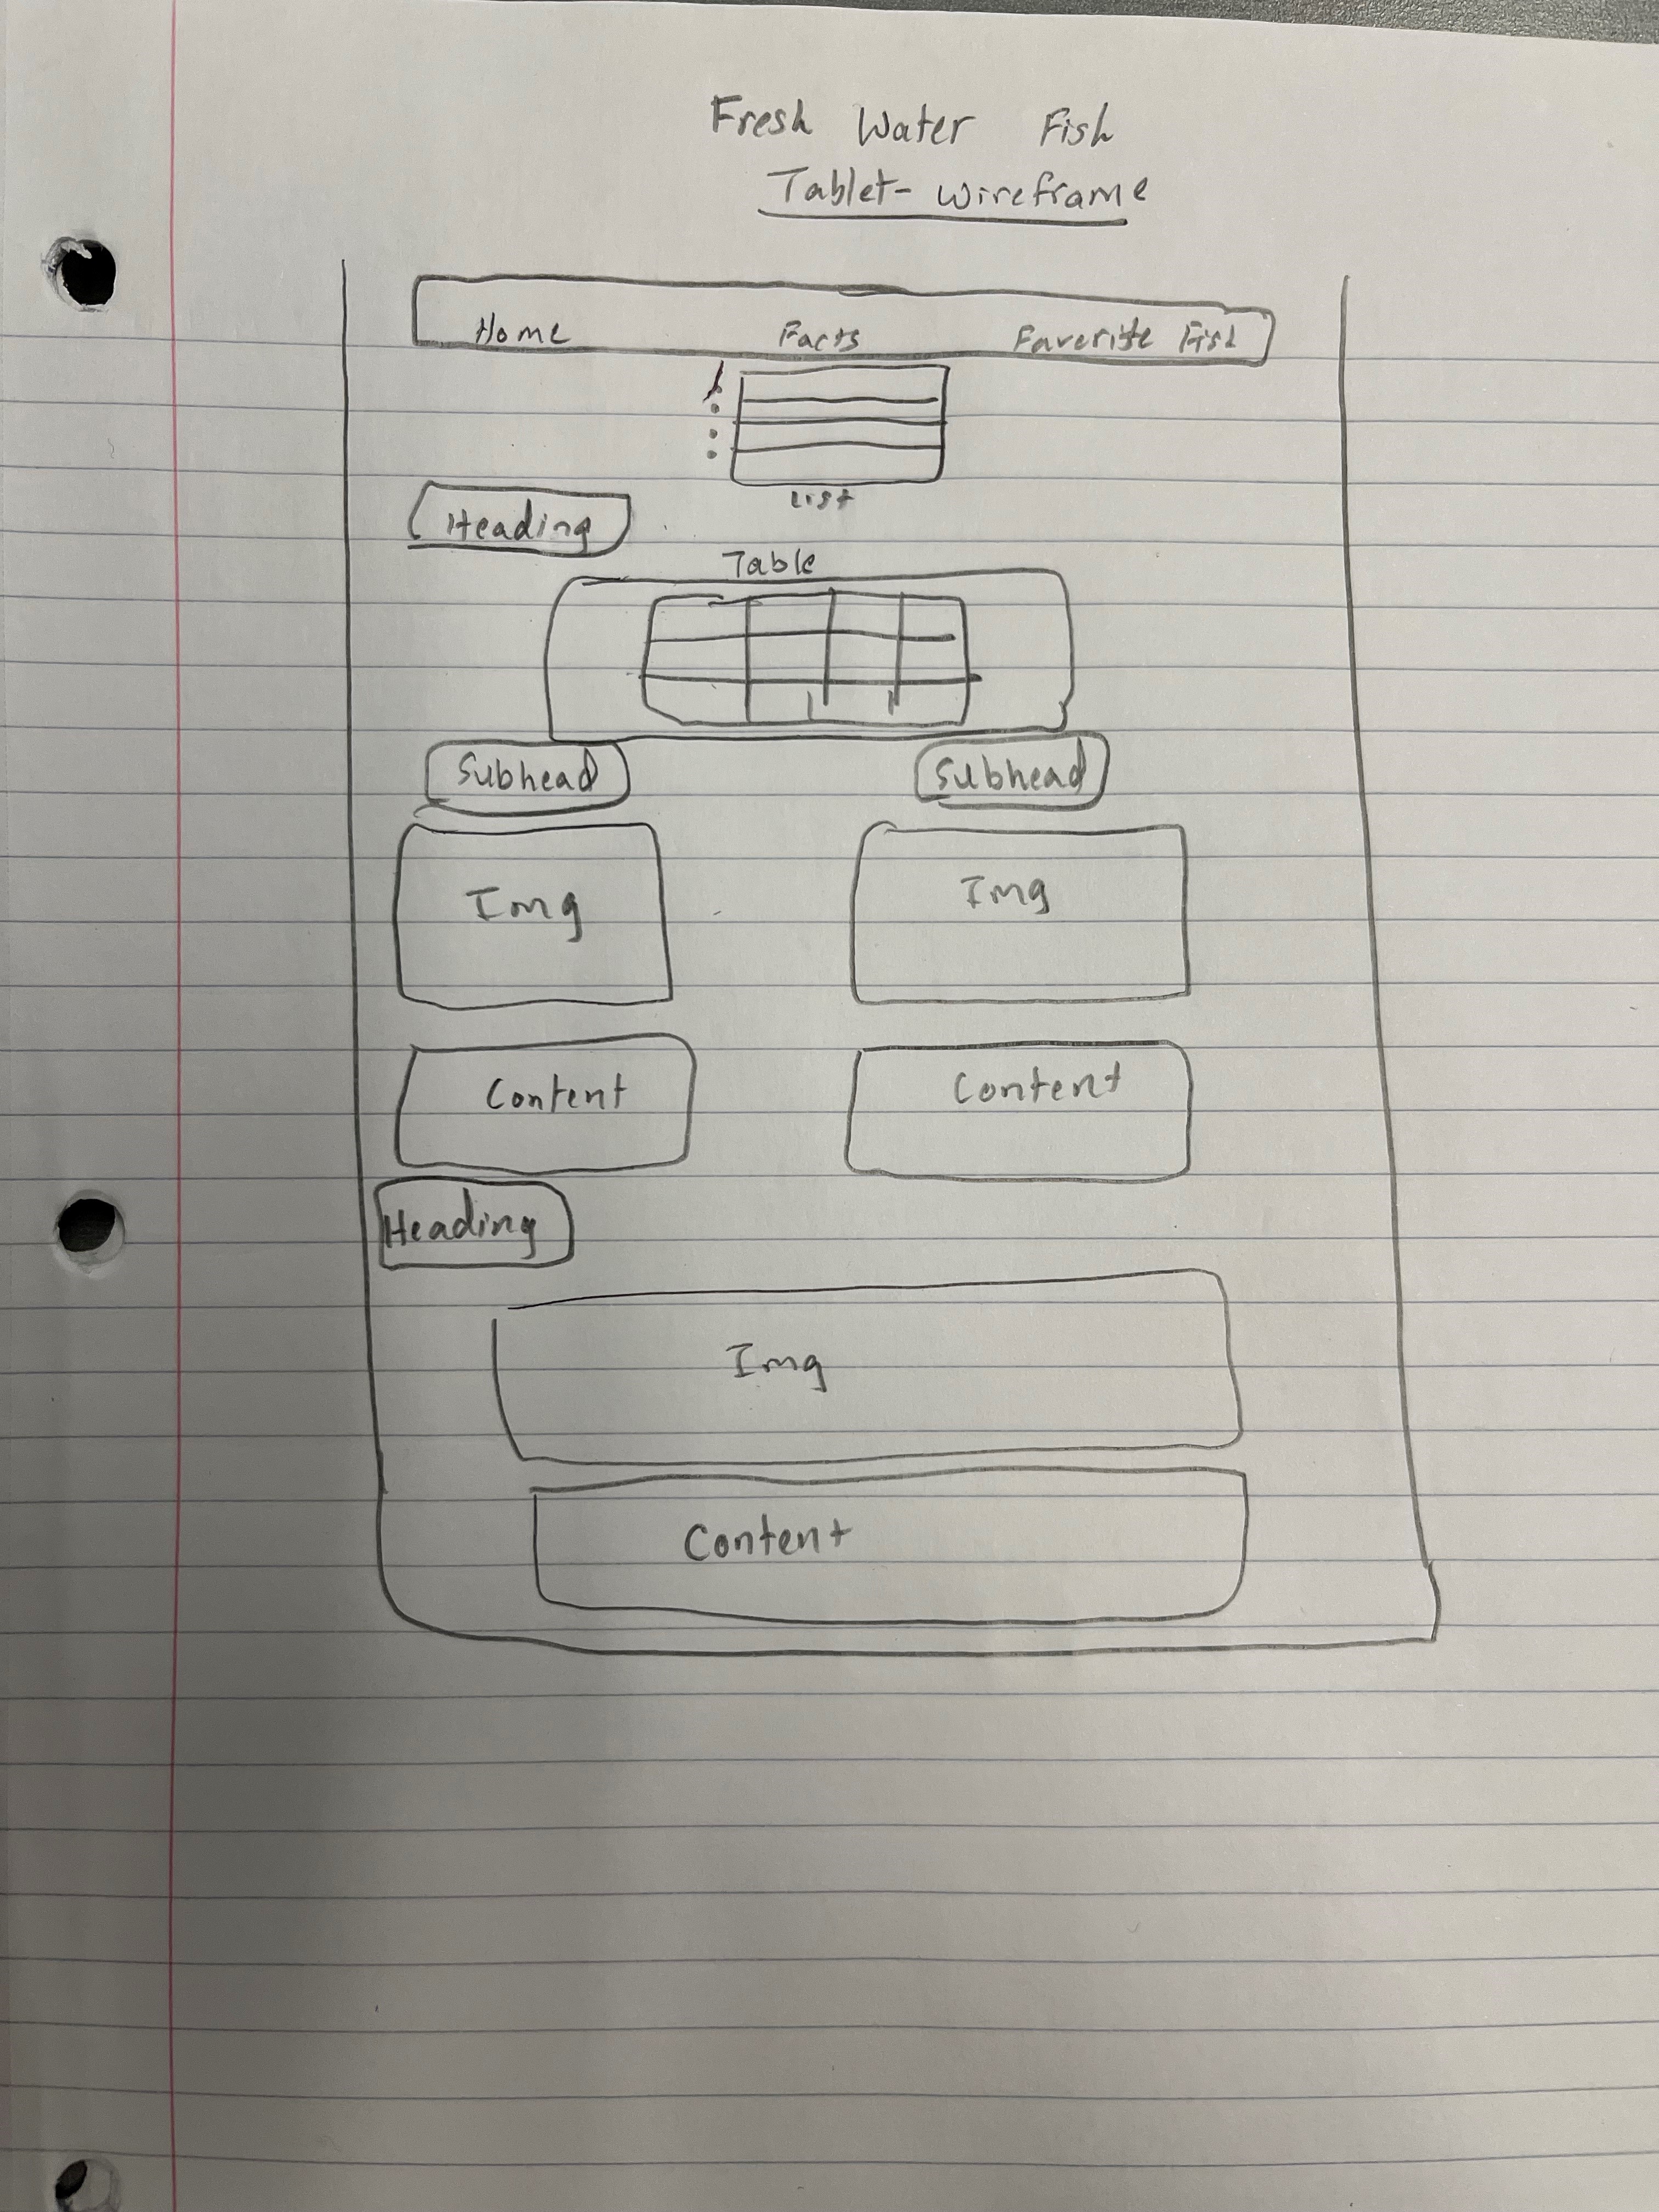 Fresh Water Fish
Tablet-wireframe
Home Facts Faverite Fish
List
Heading
Table
Subhead Subhead
Img Img
Content Content
Heading
Img
Content